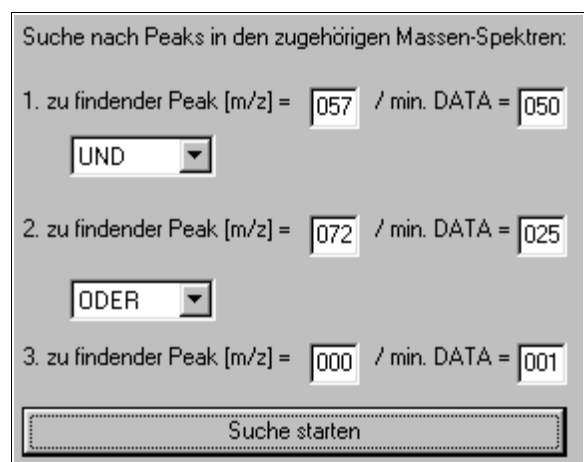 Suche nach Peaks in den zugehörigen Massen-Spektren:
1. zu findender Peak [m/z] = 057 / min. DATA = 050
UND
2. zu findender Peak [m/z] = 072 / min. DATA = 025
ODER
3. zu findender Peak [m/z] = 000 / min. DATA = 001
Suche starten